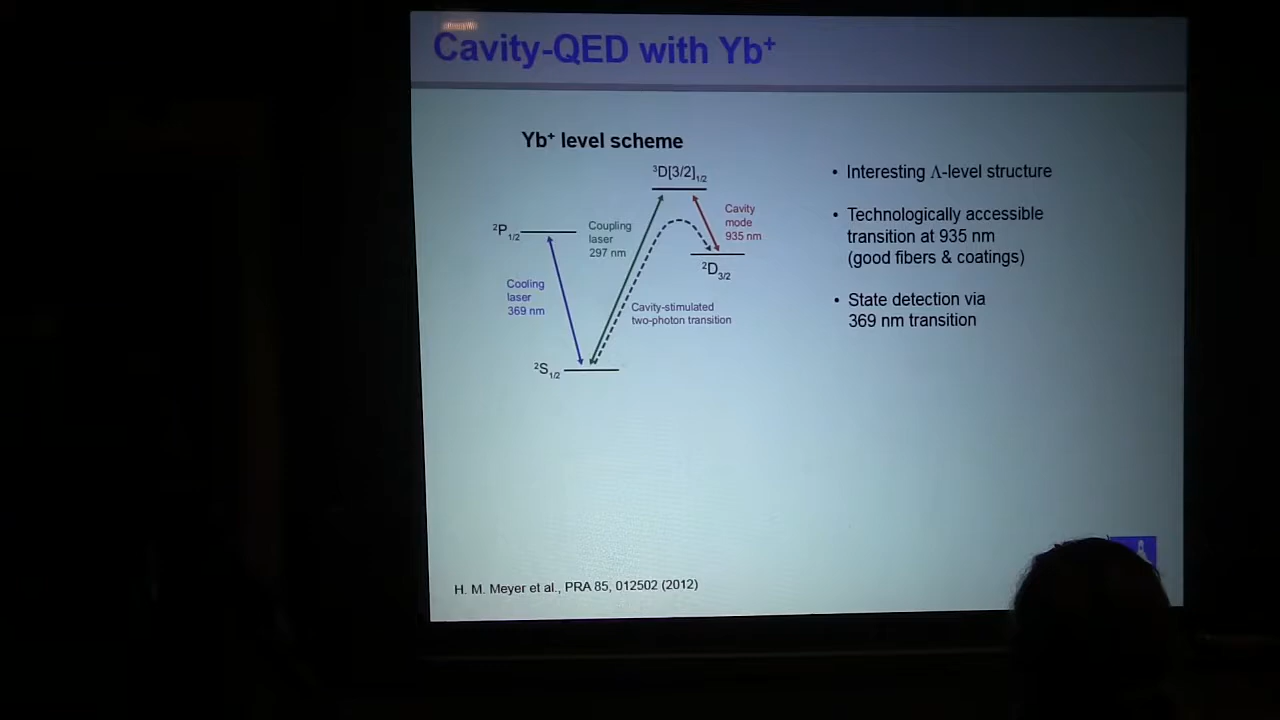 Cavity-QED with Yb⁺
Yb⁺ level scheme
³D[3/2]₁/₂
²P₁/₂
Coupling
laser
297 nm
Cavity
mode
935 nm
²D₃/₂
Cooling
laser
369 nm
Cavity-stimulated
two-photon transition
²S₁/₂
• Interesting Λ-level structure
• Technologically accessible
transition at 935 nm
(good fibers & coatings)
• State detection via
369 nm transition
H. M. Meyer et al., PRA 85, 012502 (2012)